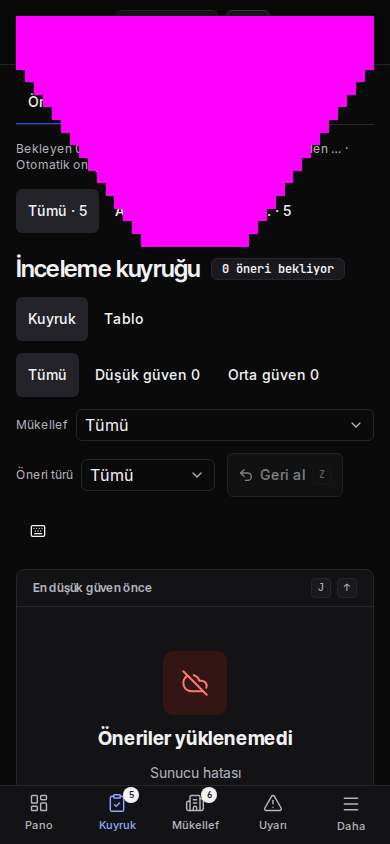 Bekleyen
Otomatik
Tümü · 5
· 5
İnceleme kuyruğu
0 öneri bekliyor
Kuyruk
Tablo
Tümü
Düşük güven 0
Orta güven 0
Mükellef
Tümü
Öneri türü
Tümü
Geri al Z
En düşük güven önce
J ↑
Öneriler yüklenemedi
Sunucu hatası
5
6
Pano
Kuyruk
Mükellef
Uyarı
Daha